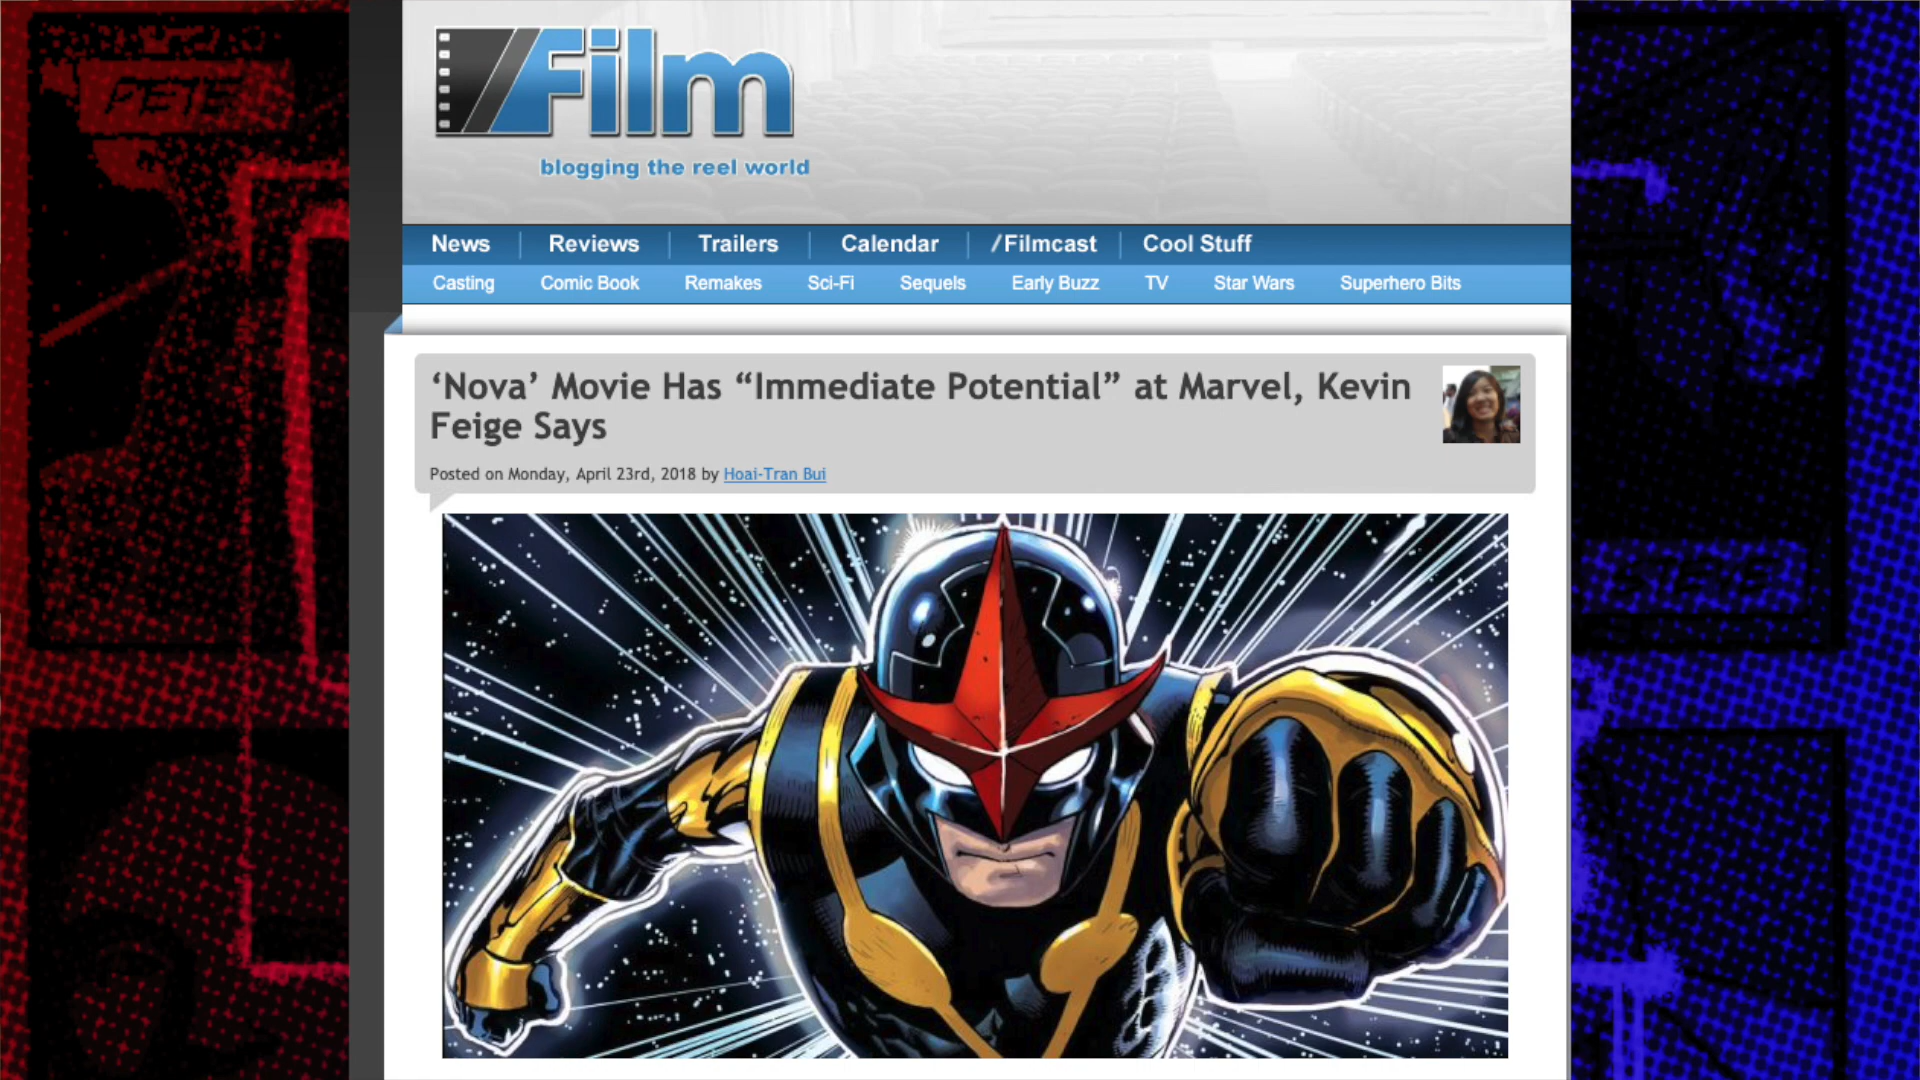 /Film
blogging the reel world
News Reviews Trailers Calendar /Filmcast Cool Stuff
Casting Comic Book Remakes Sci-Fi Sequels Early Buzz TV Star Wars Superhero Bits
‘Nova’ Movie Has “Immediate Potential” at Marvel, Kevin
Feige Says
Posted on Monday, April 23rd, 2018 by Hoai-Tran Bui